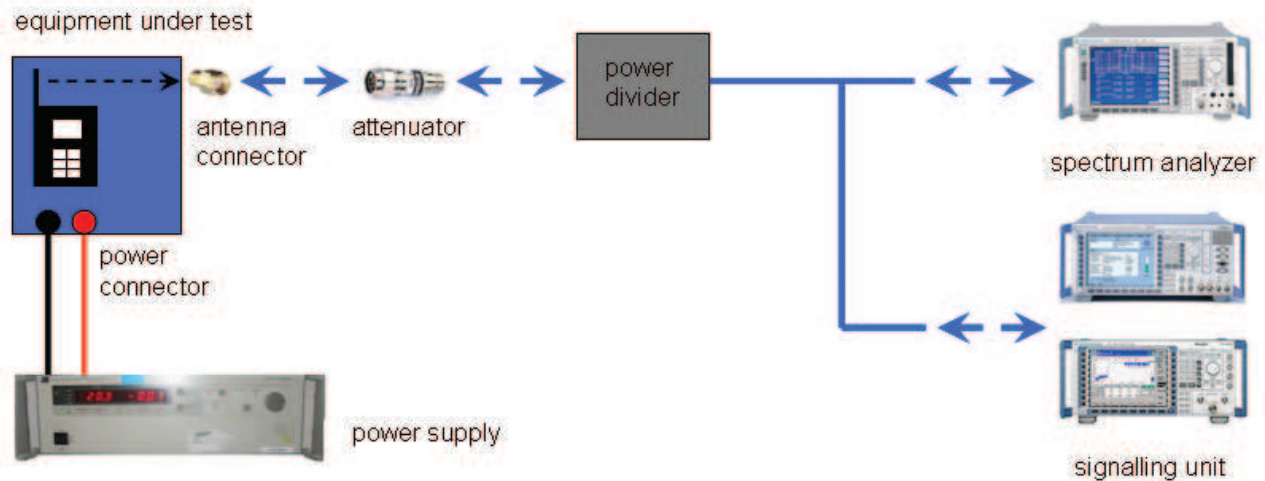 equipment under test
power
divider
antenna
connector
attenuator
spectrum analyzer
power
connector
power supply
signalling unit